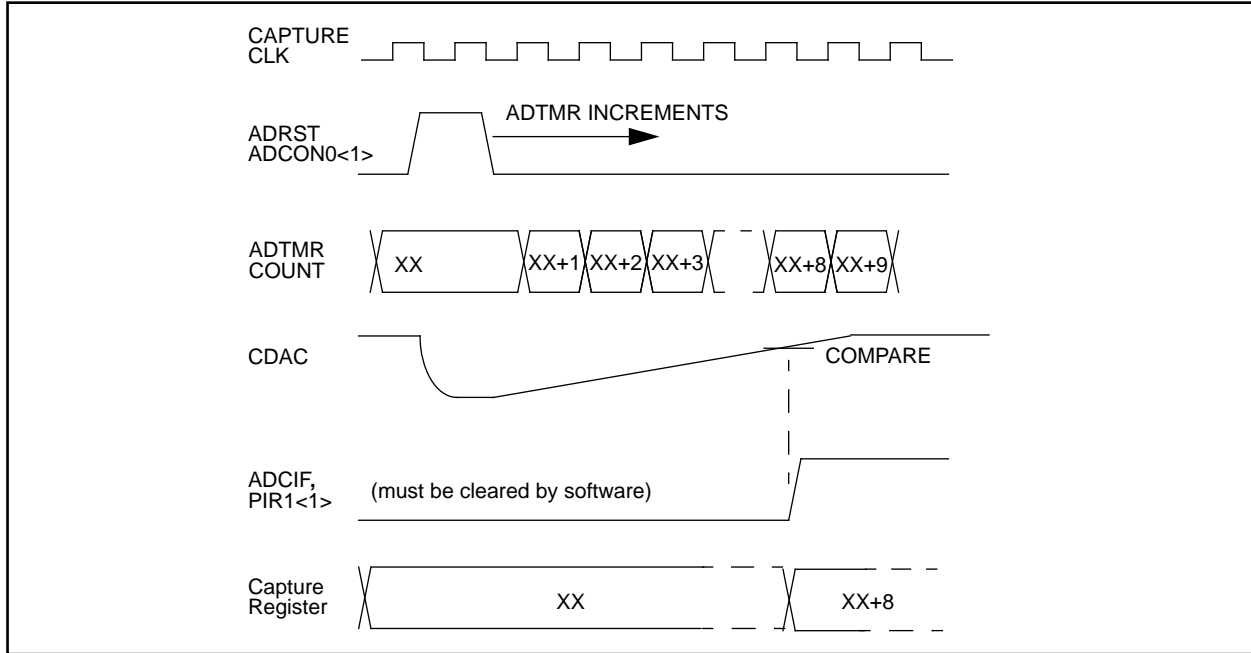 CAPTURE
CLK
ADTMR INCREMENTS
ADRST
ADCON0<1>
ADTMR
COUNT
XX
XX+1
XX+2
XX+3
XX+8
XX+9
CDAC
COMPARE
ADCIF,
PIR1<1>
(must be cleared by software)
Capture
Register
XX
XX+8